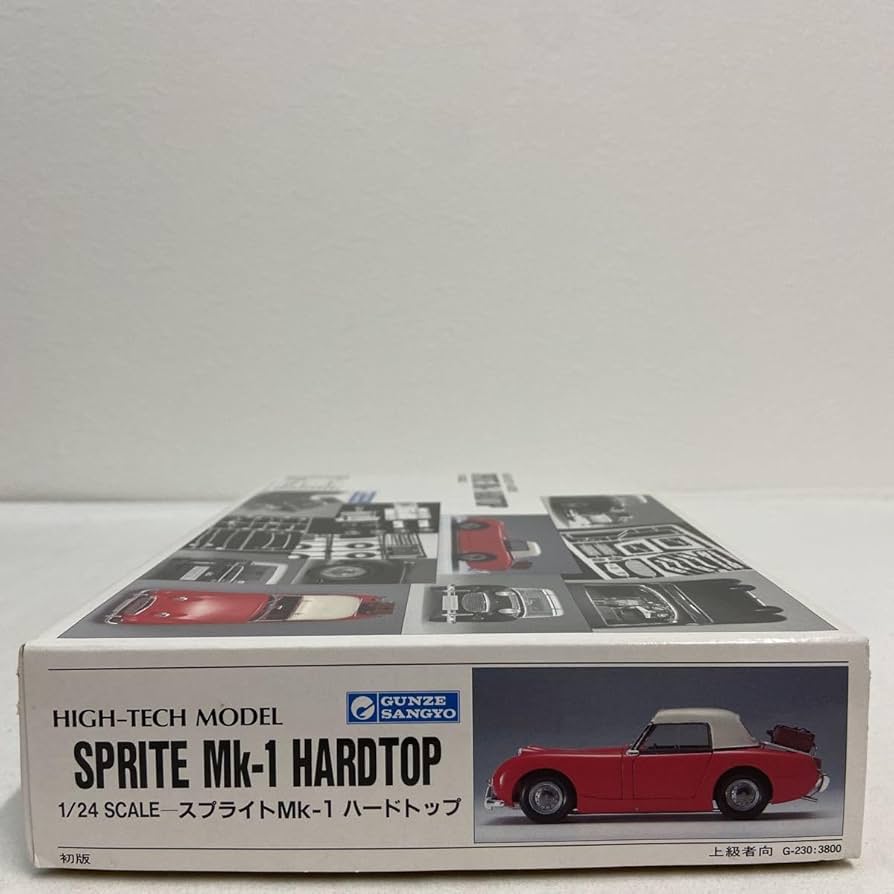 HIGH-TECH MODEL
GUNZE
SANGYO
SPRITE Mk-1 HARDTOP
1/24 SCALE—スプライトMk-1 ハードトップ
初版
上級者向 G-230:3800